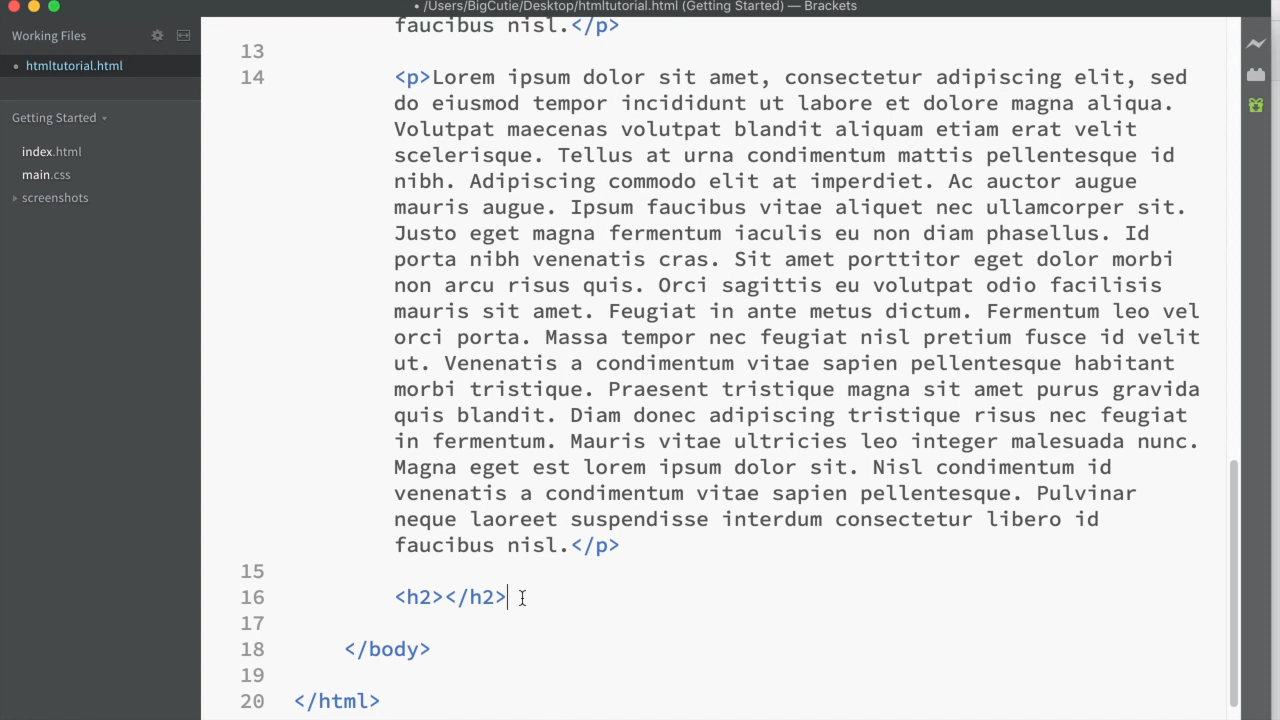 • /Users/BigCutie/Desktop/htmltutorial.html (Getting Started) — Brackets
Working Files
• htmltutorial.html
Getting Started
index.html
main.css
screenshots
faucibus nisl.</p>
13
14 <p>Lorem ipsum dolor sit amet, consectetur adipiscing elit, sed
do eiusmod tempor incididunt ut labore et dolore magna aliqua.
Volutpat maecenas volutpat blandit aliquam etiam erat velit
scelerisque. Tellus at urna condimentum mattis pellentesque id
nibh. Adipiscing commodo elit at imperdiet. Ac auctor augue
mauris augue. Ipsum faucibus vitae aliquet nec ullamcorper sit.
Justo eget magna fermentum iaculis eu non diam phasellus. Id
porta nibh venenatis cras. Sit amet porttitor eget dolor morbi
non arcu risus quis. Orci sagittis eu volutpat odio facilisis
mauris sit amet. Feugiat in ante metus dictum. Fermentum leo vel
orci porta. Massa tempor nec feugiat nisl pretium fusce id velit
ut. Venenatis a condimentum vitae sapien pellentesque habitant
morbi tristique. Praesent tristique magna sit amet purus gravida
quis blandit. Diam donec adipiscing tristique risus nec feugiat
in fermentum. Mauris vitae ultricies leo integer malesuada nunc.
Magna eget est lorem ipsum dolor sit. Nisl condimentum id
venenatis a condimentum vitae sapien pellentesque. Pulvinar
neque laoreet suspendisse interdum consectetur libero id
faucibus nisl.</p>
15
16 <h2></h2>
17
18 </body>
19
20 </html>